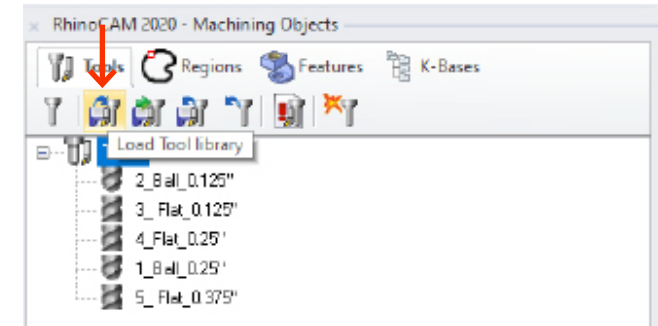 RhinoCAM 2020 - Machining Objects
Tools Regions Features K-Bases
Load Tool library
2_Ball_0.125"
3_ Flat_0.125"
4_Flat_0.25"
1_Ball_0.25"
5_ Flat_0.375"